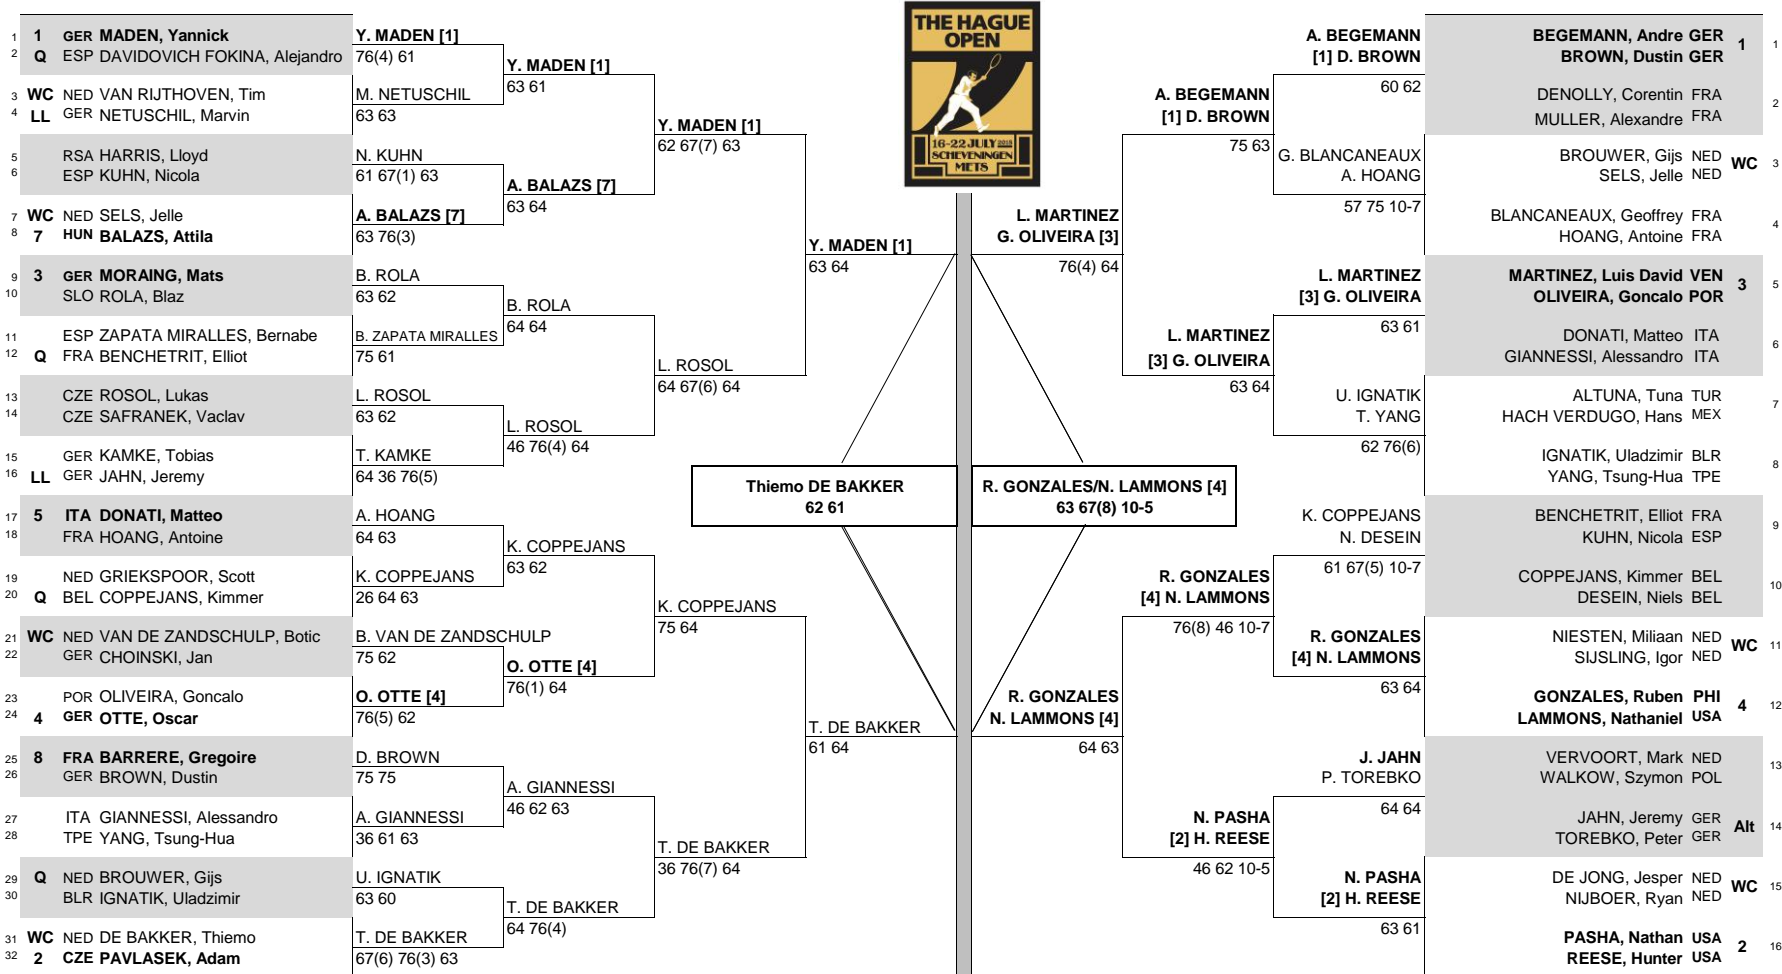 THE HAGUE
OPEN
16-22 JULY 2018
SCHEVENINGEN
METS
1 1 GER MADEN, Yannick
2 Q ESP DAVIDOVICH FOKINA, Alejandro
3 WC NED VAN RIJTHOVEN, Tim
4 LL GER NETUSCHIL, Marvin
5 RSA HARRIS, Lloyd
6 ESP KUHN, Nicola
7 WC NED SELS, Jelle
8 7 HUN BALAZS, Attila
9 3 GER MORAING, Mats
10 SLO ROLA, Blaz
11 ESP ZAPATA MIRALLES, Bernabe
12 Q FRA BENCHETRIT, Elliot
13 CZE ROSOL, Lukas
14 CZE SAFRANEK, Vaclav
15 GER KAMKE, Tobias
16 LL GER JAHN, Jeremy
17 5 ITA DONATI, Matteo
18 FRA HOANG, Antoine
19 NED GRIEKSPOOR, Scott
20 Q BEL COPPEJANS, Kimmer
21 WC NED VAN DE ZANDSCHULP, Botic
22 GER CHOINSKI, Jan
23 POR OLIVEIRA, Goncalo
24 4 GER OTTE, Oscar
25 8 FRA BARRERE, Gregoire
26 GER BROWN, Dustin
27 ITA GIANNESSI, Alessandro
28 TPE YANG, Tsung-Hua
29 Q NED BROUWER, Gijs
30 BLR IGNATIK, Uladzimir
31 WC NED DE BAKKER, Thiemo
32 2 CZE PAVLASEK, Adam
Y. MADEN [1]
76(4) 61
M. NETUSCHIL
63 63
N. KUHN
61 67(1) 63
A. BALAZS [7]
63 76(3)
B. ROLA
63 62
B. ZAPATA MIRALLES
75 61
L. ROSOL
63 62
T. KAMKE
64 36 76(5)
A. HOANG
64 63
K. COPPEJANS
26 64 63
B. VAN DE ZANDSCHULP
75 62
O. OTTE [4]
76(5) 62
D. BROWN
75 75
A. GIANNESSI
36 61 63
U. IGNATIK
63 60
T. DE BAKKER
67(6) 76(3) 63
Y. MADEN [1]
63 61
A. BALAZS [7]
63 64
B. ROLA
64 64
L. ROSOL
46 76(4) 64
K. COPPEJANS
63 62
O. OTTE [4]
76(1) 64
A. GIANNESSI
46 62 63
T. DE BAKKER
64 76(4)
Y. MADEN [1]
62 67(7) 63
L. ROSOL
64 67(6) 64
K. COPPEJANS
75 64
T. DE BAKKER
36 76(7) 64
Y. MADEN [1]
63 64
T. DE BAKKER
61 64
Thiemo DE BAKKER
62 61
R. GONZALES/N. LAMMONS [4]
63 67(8) 10-5
L. MARTINEZ
G. OLIVEIRA [3]
76(4) 64
R. GONZALES
N. LAMMONS [4]
64 63
A. BEGEMANN
[1] D. BROWN
75 63
L. MARTINEZ
[3] G. OLIVEIRA
63 64
R. GONZALES
[4] N. LAMMONS
76(8) 46 10-7
N. PASHA
[2] H. REESE
46 62 10-5
A. BEGEMANN
[1] D. BROWN
60 62
G. BLANCANEAUX
A. HOANG
57 75 10-7
L. MARTINEZ
[3] G. OLIVEIRA
63 61
U. IGNATIK
T. YANG
62 76(6)
K. COPPEJANS
N. DESEIN
61 67(5) 10-7
R. GONZALES
[4] N. LAMMONS
63 64
J. JAHN
P. TOREBKO
64 64
N. PASHA
[2] H. REESE
63 61
BEGEMANN, Andre GER
BROWN, Dustin GER
1 1
DENOLLY, Corentin FRA
MULLER, Alexandre FRA
2
BROUWER, Gijs NED
SELS, Jelle NED
WC 3
BLANCANEAUX, Geoffrey FRA
HOANG, Antoine FRA
4
MARTINEZ, Luis David VEN
OLIVEIRA, Goncalo POR
3 5
DONATI, Matteo ITA
GIANNESSI, Alessandro ITA
6
ALTUNA, Tuna TUR
HACH VERDUGO, Hans MEX
7
IGNATIK, Uladzimir BLR
YANG, Tsung-Hua TPE
8
BENCHETRIT, Elliot FRA
KUHN, Nicola ESP
9
COPPEJANS, Kimmer BEL
DESEIN, Niels BEL
10
NIESTEN, Miliaan NED
SIJSLING, Igor NED
WC 11
GONZALES, Ruben PHI
LAMMONS, Nathaniel USA
4 12
VERVOORT, Mark NED
WALKOW, Szymon POL
13
JAHN, Jeremy GER
TOREBKO, Peter GER
Alt 14
DE JONG, Jesper NED
NIJBOER, Ryan NED
WC 15
PASHA, Nathan USA
REESE, Hunter USA
2 16